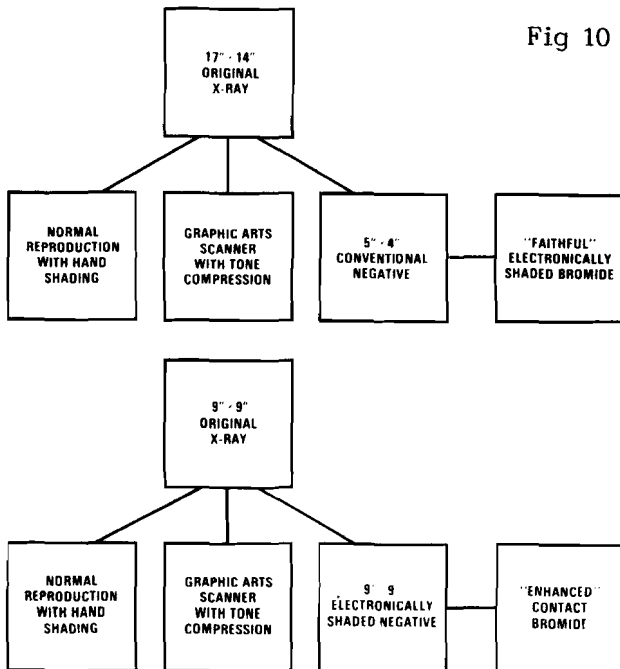 Fig 10
17" · 14"
ORIGINAL
X-RAY
NORMAL
REPRODUCTION
WITH HAND
SHADING
GRAPHIC ARTS
SCANNER
WITH TONE
COMPRESSION
5" · 4"
CONVENTIONAL
NEGATIVE
"FAITHFUL"
ELECTRONICALLY
SHADED BROMIDE
9" · 9"
ORIGINAL
X-RAY
NORMAL
REPRODUCTION
WITH HAND
SHADING
GRAPHIC ARTS
SCANNER
WITH TONE
COMPRESSION
9" 9
ELECTRONICALLY
SHADED NEGATIVE
"ENHANCED"
CONTACT
BROMIDE